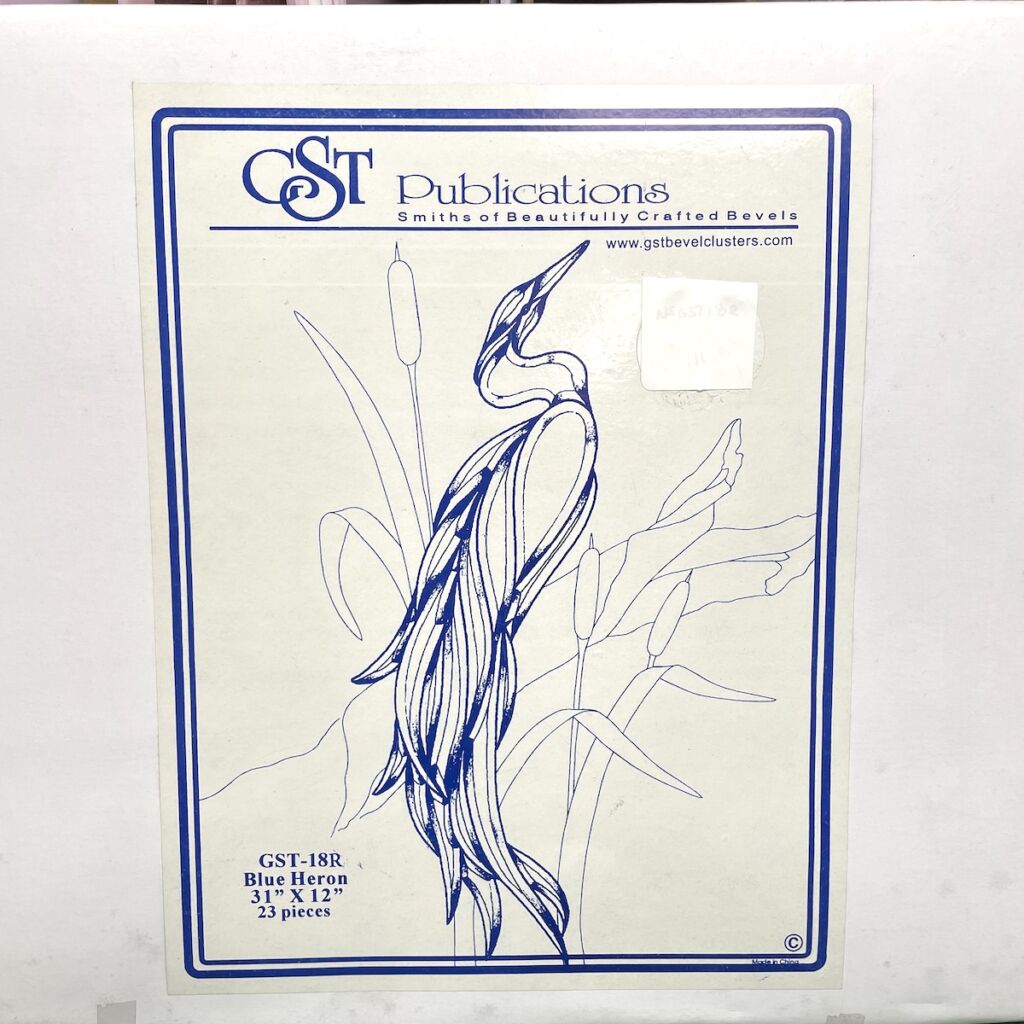 GST Publications
Smiths of Beautifully Crafted Bevels
www.gstbevelclusters.com
GST-18R
Blue Heron
31” X 12”
23 pieces
©
Made in China